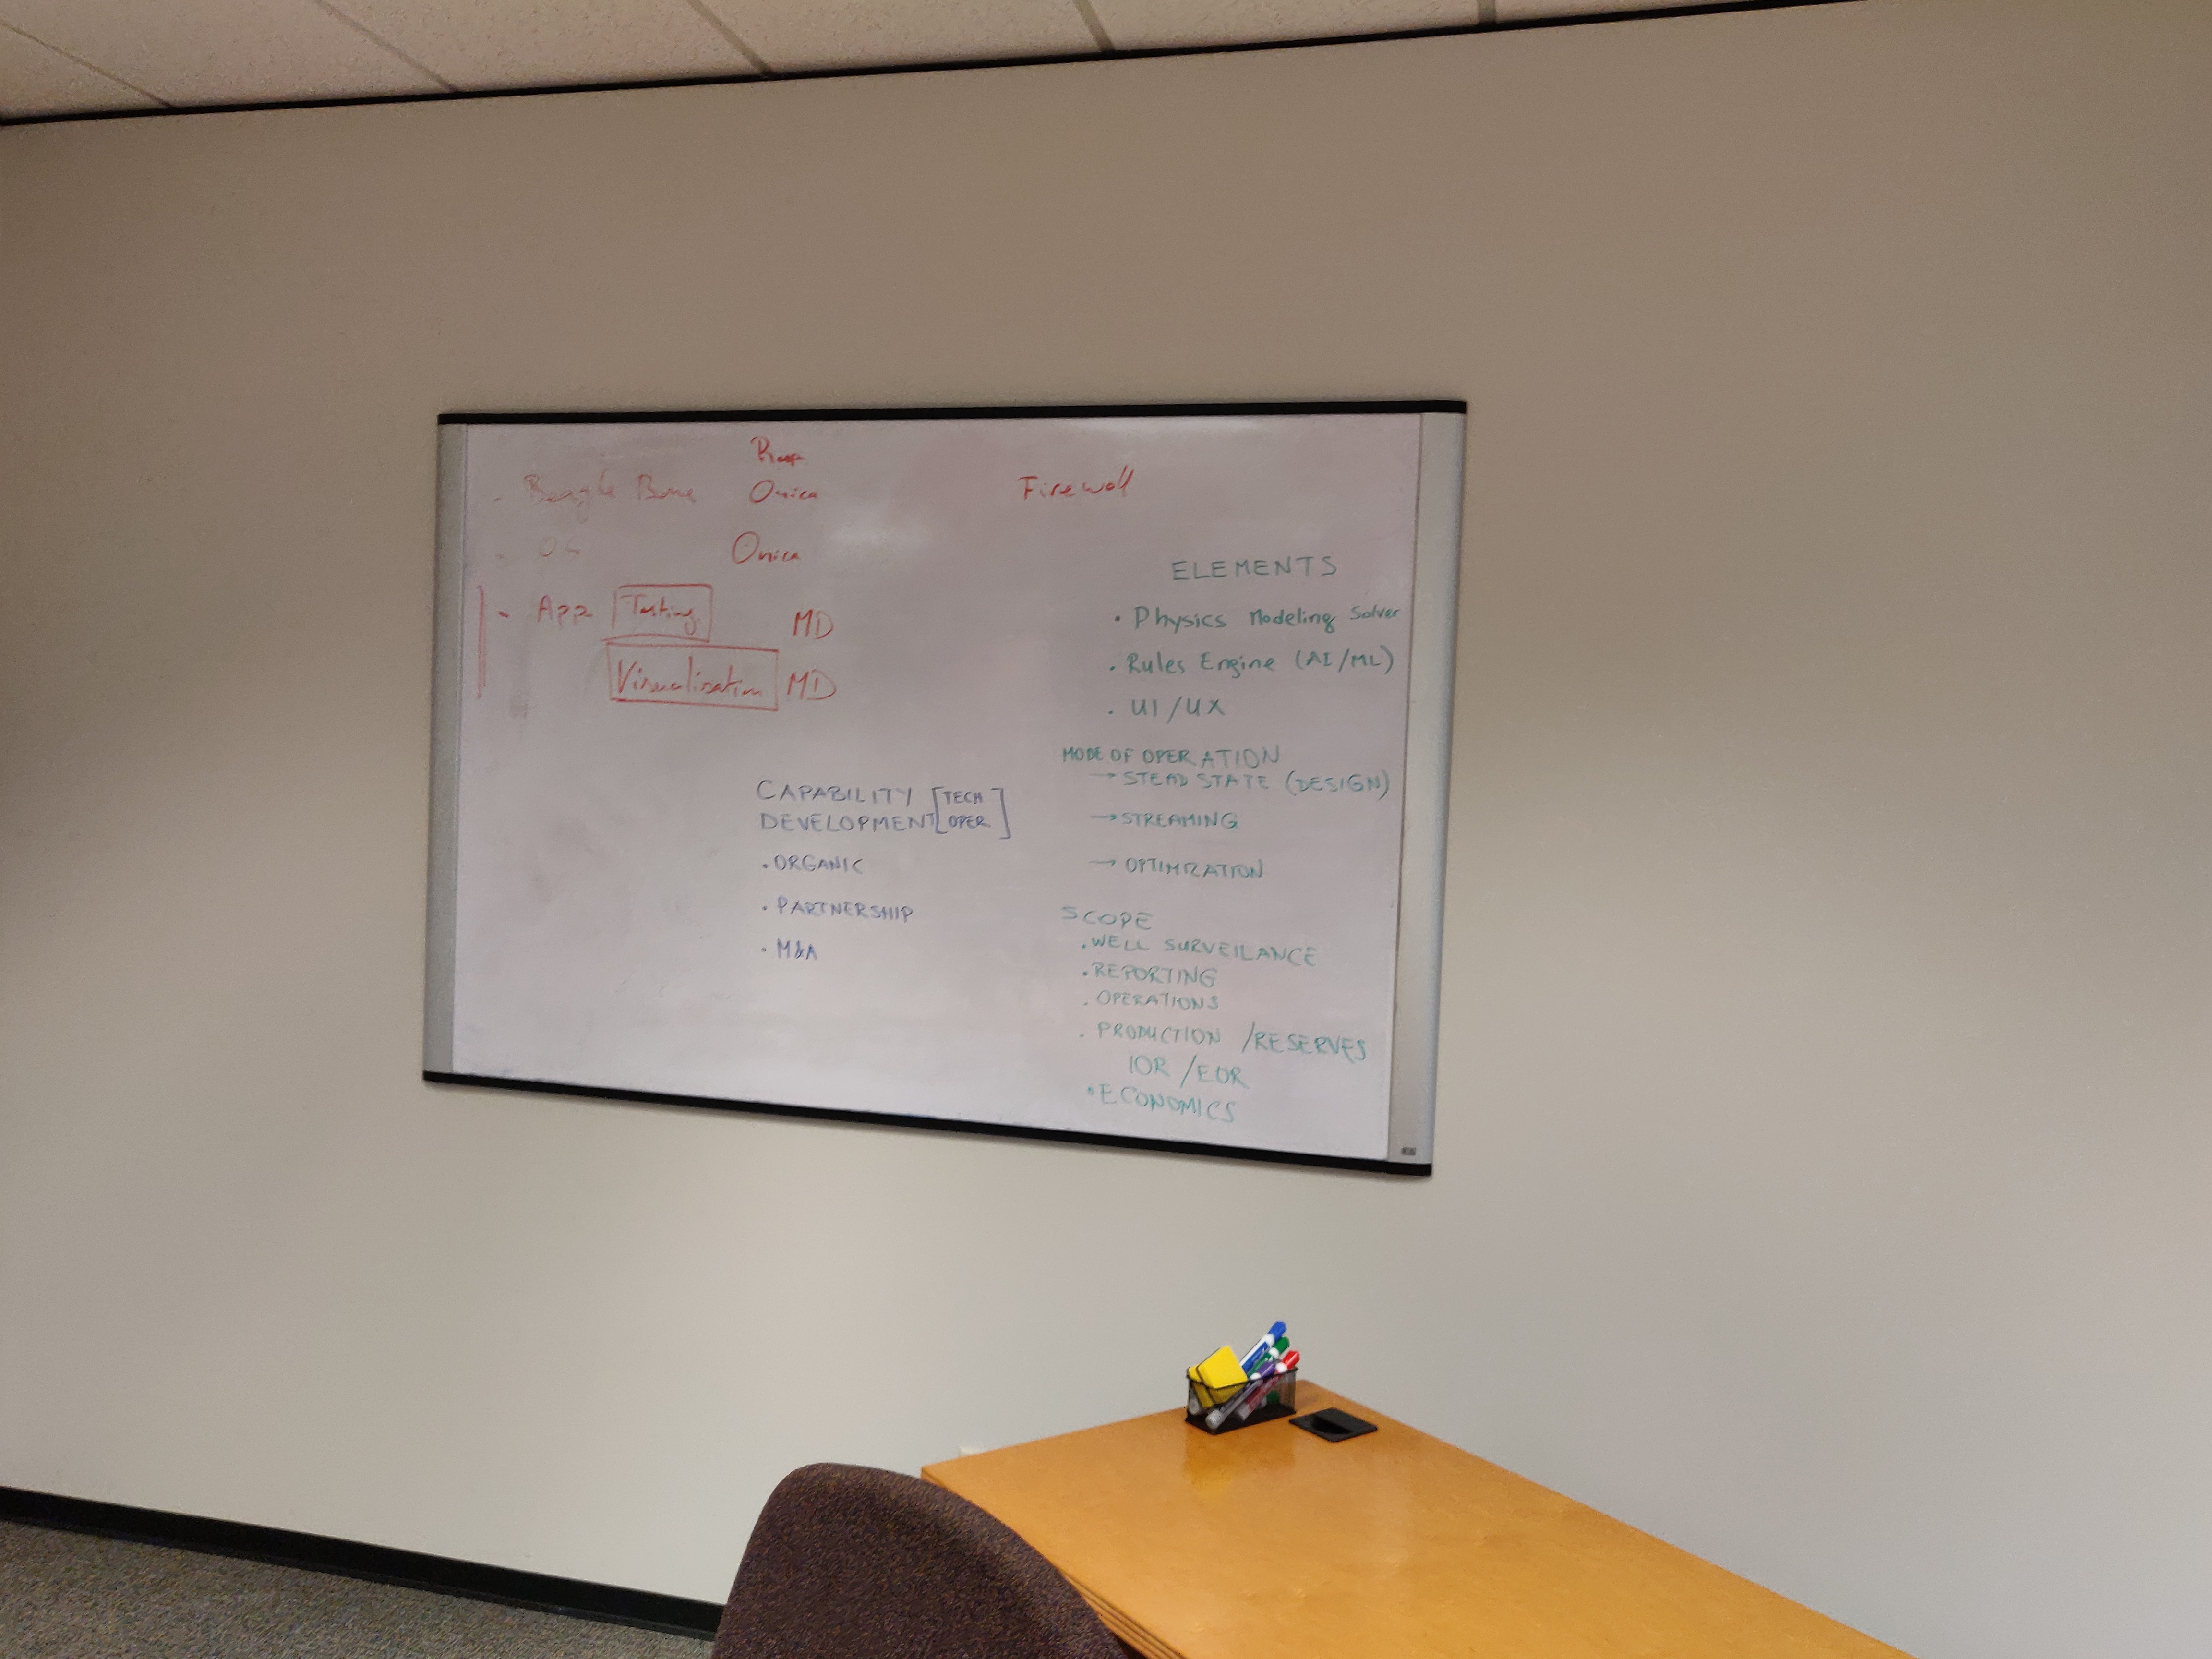 - Beagle Bone Onica
Firewall
- OS Onica
- App Testing MD
Visualisation MD
CAPABILITY [TECH
DEVELOPMENT OPER]
. ORGANIC
. PARTNERSHIP
. M&A
ELEMENTS
. Physics Modeling Solver
. Rules Engine (AI/ML)
. UI/UX
MODE OF OPERATION
→ STEAD STATE (DESIGN)
→ STREAMING
→ OPTIMIZATION
SCOPE
. WELL SURVEILANCE
. REPORTING
. OPERATIONS
. PRODUCTION /RESERVES
IOR /EOR
. ECONOMICS